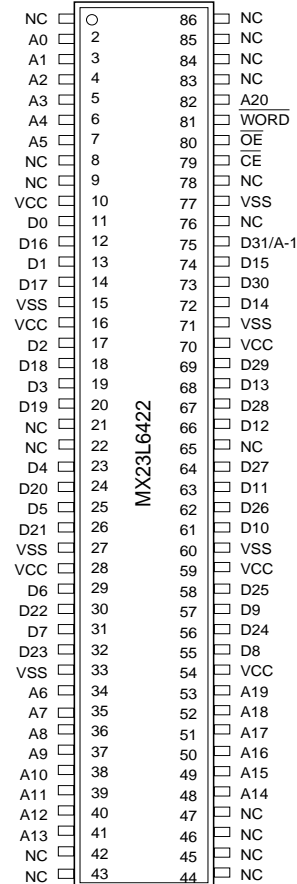 NC 1 86 NC
A0 2 85 NC
A1 3 84 NC
A2 4 83 NC
A3 5 82 A20
A4 6 81 WORD
A5 7 80 OE
NC 8 79 CE
NC 9 78 NC
VCC 10 77 VSS
D0 11 76 NC
D16 12 75 D31/A-1
D1 13 74 D15
D17 14 73 D30
VSS 15 72 D14
VCC 16 71 VSS
D2 17 70 VCC
D18 18 69 D29
D3 19 68 D13
D19 20 67 D28
NC 21 66 D12
NC 22 65 NC
D4 23 64 D27
D20 24 63 D11
D5 25 62 D26
D21 26 61 D10
VSS 27 60 VSS
VCC 28 59 VCC
D6 29 58 D25
D22 30 57 D9
D7 31 56 D24
D23 32 55 D8
VSS 33 54 VCC
A6 34 53 A19
A7 35 52 A18
A8 36 51 A17
A9 37 50 A16
A10 38 49 A15
A11 39 48 A14
A12 40 47 NC
A13 41 46 NC
NC 42 45 NC
NC 43 44 NC
MX23L6422